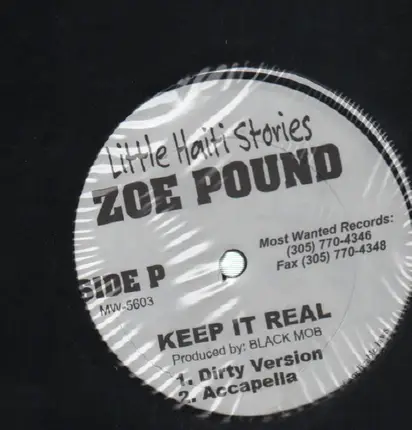 Little Haiti Stories
ZOE POUND
Most Wanted Records:
(305) 770-4346
Fax (305) 770-4348
SIDE P
MW-5603
KEEP IT REAL
Produced by: BLACK MOB
1. Dirty Version
2. Accapella